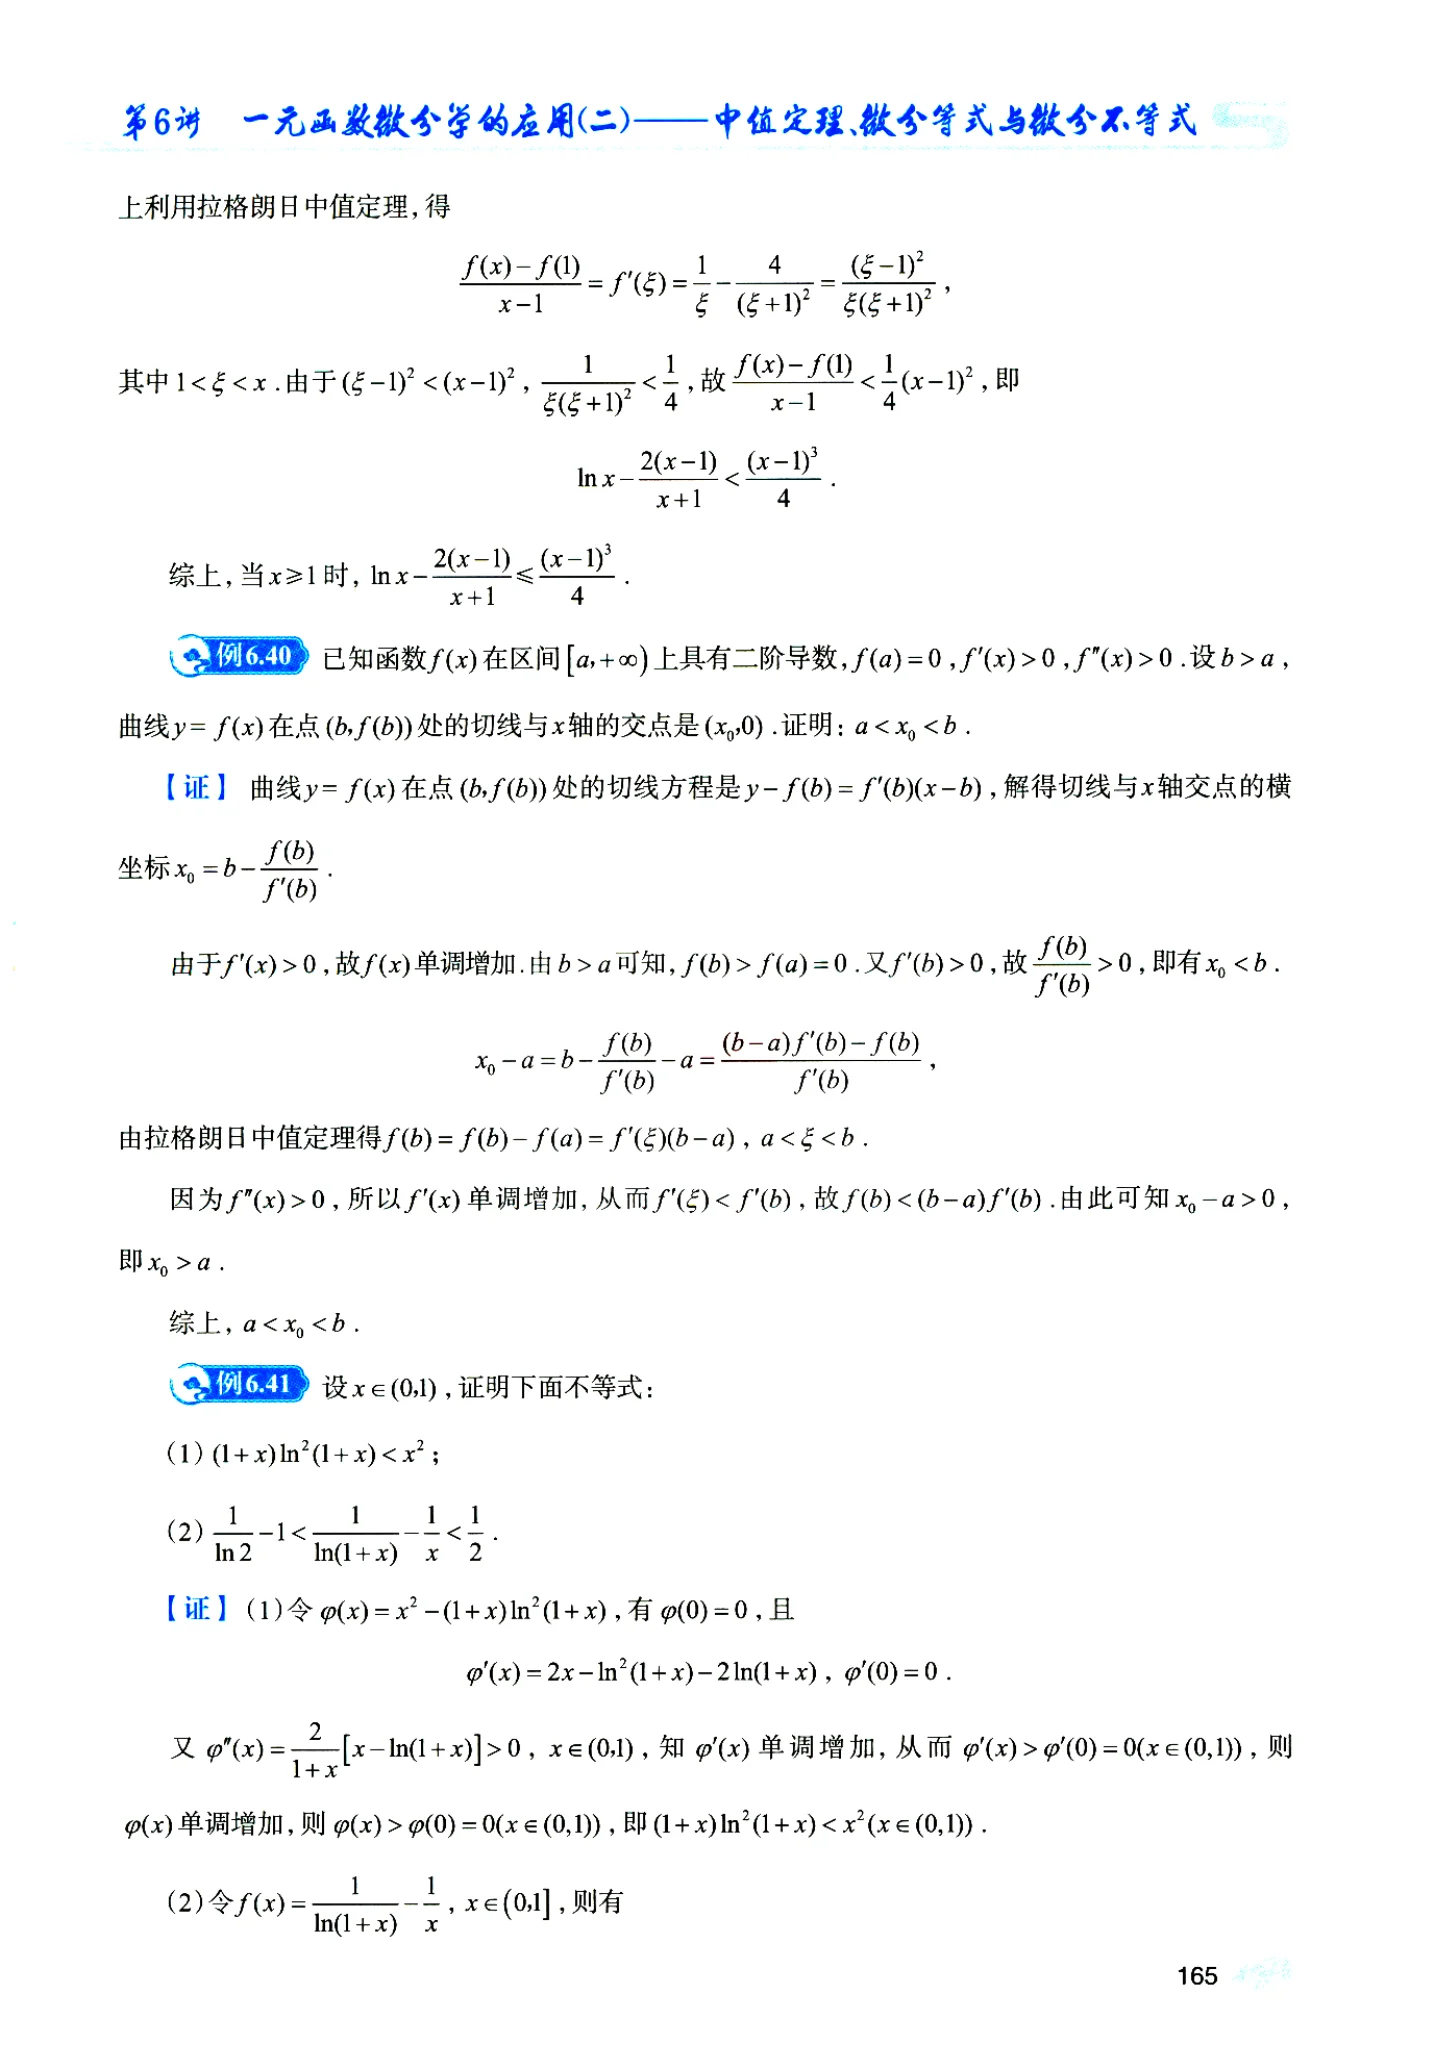 第6讲 一元函数微分学的应用(二)——中值定理、微分等式与微分不等式
上利用拉格朗日中值定理,得
$\frac{f(x)-f(1)}{x-1}=f'(\xi)=\frac{1}{\xi}-\frac{4}{(\xi+1)^2}=\frac{(\xi-1)^2}{\xi(\xi+1)^2}$,
其中$1<\xi<x$.由于$(\xi-1)^2<(x-1)^2$,$\frac{1}{\xi(\xi+1)^2}<\frac{1}{4}$,故$\frac{f(x)-f(1)}{x-1}<\frac{1}{4}(x-1)^2$,即
$\ln x-\frac{2(x-1)}{x+1}<\frac{(x-1)^3}{4}$.
综上,当$x\geqslant 1$时,$\ln x-\frac{2(x-1)}{x+1}\leqslant\frac{(x-1)^3}{4}$.
例6.40 已知函数$f(x)$在区间$[a,+\infty)$上具有二阶导数,$f(a)=0$,$f'(x)>0$,$f''(x)>0$.设$b>a$,
曲线$y=f(x)$在点$(b,f(b))$处的切线与$x$轴的交点是$(x_0,0)$.证明:$a<x_0<b$.
【证】 曲线$y=f(x)$在点$(b,f(b))$处的切线方程是$y-f(b)=f'(b)(x-b)$,解得切线与$x$轴交点的横
坐标$x_0=b-\frac{f(b)}{f'(b)}$.
由于$f'(x)>0$,故$f(x)$单调增加.由$b>a$可知,$f(b)>f(a)=0$.又$f'(b)>0$,故$\frac{f(b)}{f'(b)}>0$,即有$x_0<b$.
$x_0-a=b-\frac{f(b)}{f'(b)}-a=\frac{(b-a)f'(b)-f(b)}{f'(b)}$,
由拉格朗日中值定理得$f(b)=f(b)-f(a)=f'(\xi)(b-a)$,$a<\xi<b$.
因为$f''(x)>0$,所以$f'(x)$单调增加,从而$f'(\xi)<f'(b)$,故$f(b)<(b-a)f'(b)$.由此可知$x_0-a>0$,
即$x_0>a$.
综上,$a<x_0<b$.
例6.41 设$x\in(0,1)$,证明下面不等式:
(1)$(1+x)\ln^2(1+x)<x^2$;
(2)$\frac{1}{\ln 2}-1<\frac{1}{\ln(1+x)}-\frac{1}{x}<\frac{1}{2}$.
【证】(1)令$\varphi(x)=x^2-(1+x)\ln^2(1+x)$,有$\varphi(0)=0$,且
$\varphi'(x)=2x-\ln^2(1+x)-2\ln(1+x)$,$\varphi'(0)=0$.
又$\varphi''(x)=\frac{2}{1+x}[x-\ln(1+x)]>0$,$x\in(0,1)$,知$\varphi'(x)$单调增加,从而$\varphi'(x)>\varphi'(0)=0(x\in(0,1))$,则
$\varphi(x)$单调增加,则$\varphi(x)>\varphi(0)=0(x\in(0,1))$,即$(1+x)\ln^2(1+x)<x^2(x\in(0,1))$.
(2)令$f(x)=\frac{1}{\ln(1+x)}-\frac{1}{x}$,$x\in(0,1]$,则有
165